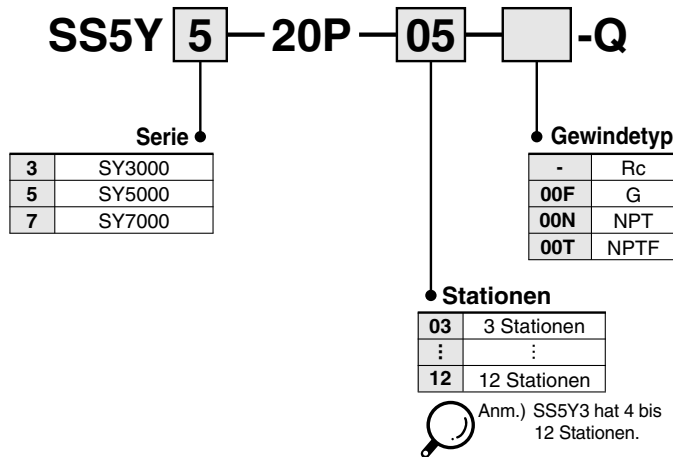 SS5Y 5 — 20P — 05 — -Q
Serie
3 SY3000
5 SY5000
7 SY7000
Gewindetyp
- Rc
00F G
00N NPT
00T NPTF
Stationen
03 3 Stationen
⋮ ⋮
12 12 Stationen
Anm.) SS5Y3 hat 4 bis
12 Stationen.